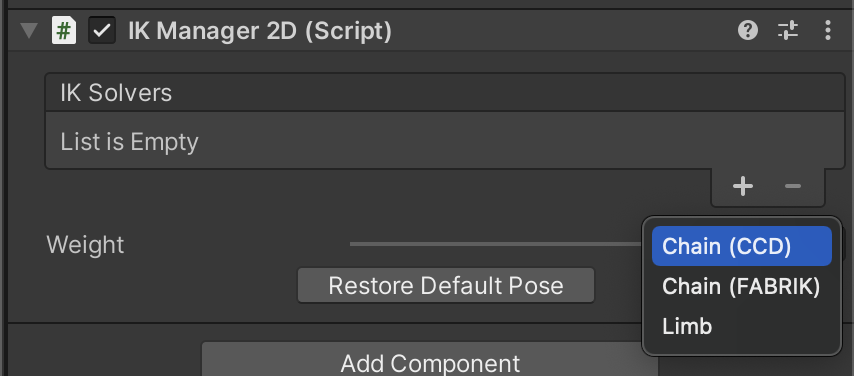 # IK Manager 2D (Script)
IK Solvers
List is Empty
+ −
Weight
Chain (CCD)
Restore Default Pose
Chain (FABRIK)
Limb
Add Component